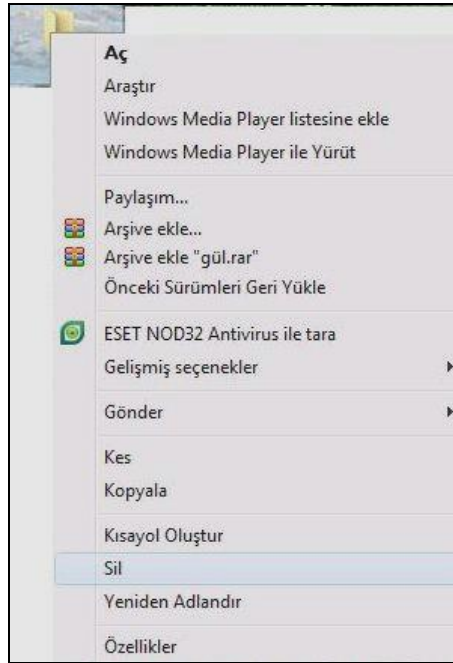 Aç
Araştır
Windows Media Player listesine ekle
Windows Media Player ile Yürüt
Paylaşım...
Arşive ekle...
Arşive ekle "gül.rar"
Önceki Sürümleri Geri Yükle
ESET NOD32 Antivirus ile tara
Gelişmiş seçenekler
Gönder
Kes
Kopyala
Kısayol Oluştur
Sil
Yeniden Adlandır
Özellikler